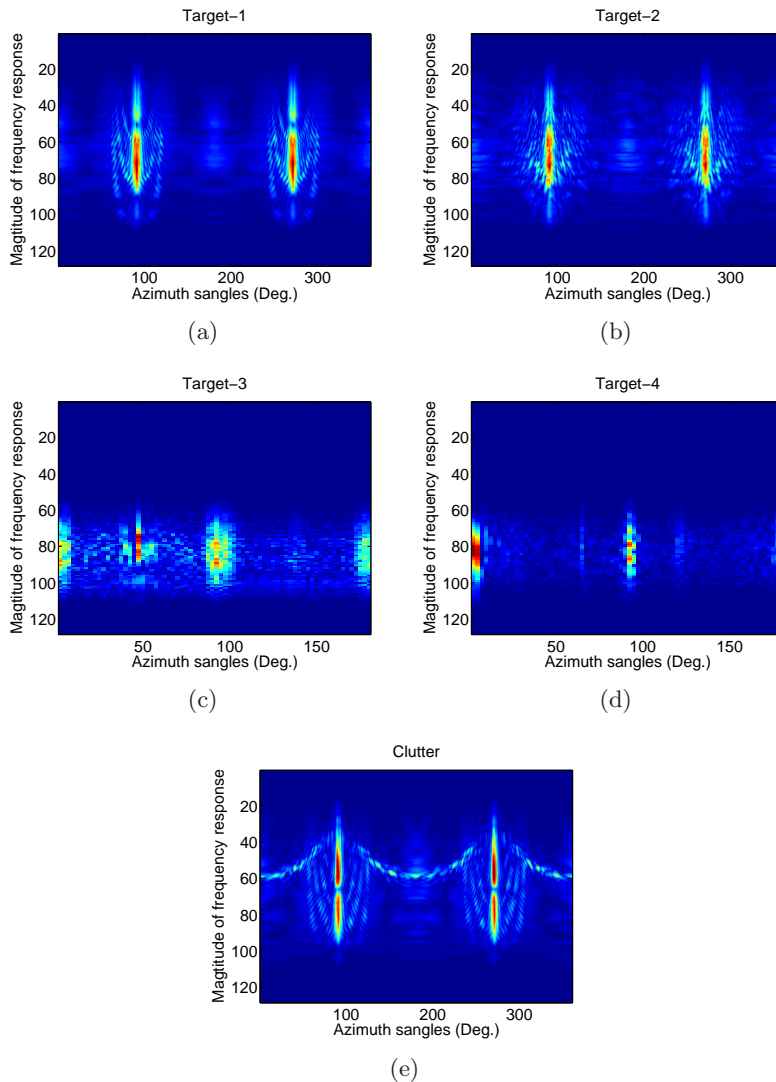 Target−1
Magtitude of frequency response
20
40
60
80
100
120
100 200 300
Azimuth sangles (Deg.)
(a)
Target−2
Magtitude of frequency response
20
40
60
80
100
120
100 200 300
Azimuth sangles (Deg.)
(b)
Target−3
Magtitude of frequency response
20
40
60
80
100
120
50 100 150
Azimuth sangles (Deg.)
(c)
Target−4
Magtitude of frequency response
20
40
60
80
100
120
50 100 150
Azimuth sangles (Deg.)
(d)
Clutter
Magtitude of frequency response
20
40
60
80
100
120
100 200 300
Azimuth sangles (Deg.)
(e)